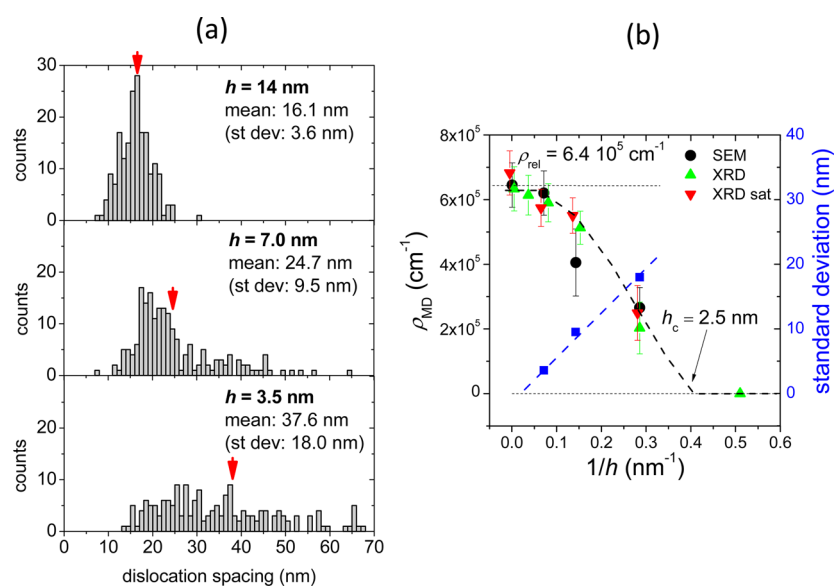 (a)
30
h = 14 nm
mean: 16.1 nm
(st dev: 3.6 nm)
counts
20
10
0
h = 7.0 nm
mean: 24.7 nm
(st dev: 9.5 nm)
counts
20
10
0
h = 3.5 nm
mean: 37.6 nm
(st dev: 18.0 nm)
counts
20
10
0
0 10 20 30 40 50 60 70
dislocation spacing (nm)
(b)
8x10⁵
6x10⁵
4x10⁵
2x10⁵
0
ρMD (cm⁻¹)
ρrel = 6.4 10⁵ cm⁻¹
SEM
XRD
XRD sat
hc = 2.5 nm
40
30
20
10
0
standard deviation (nm)
0.0 0.1 0.2 0.3 0.4 0.5 0.6
1/h (nm⁻¹)